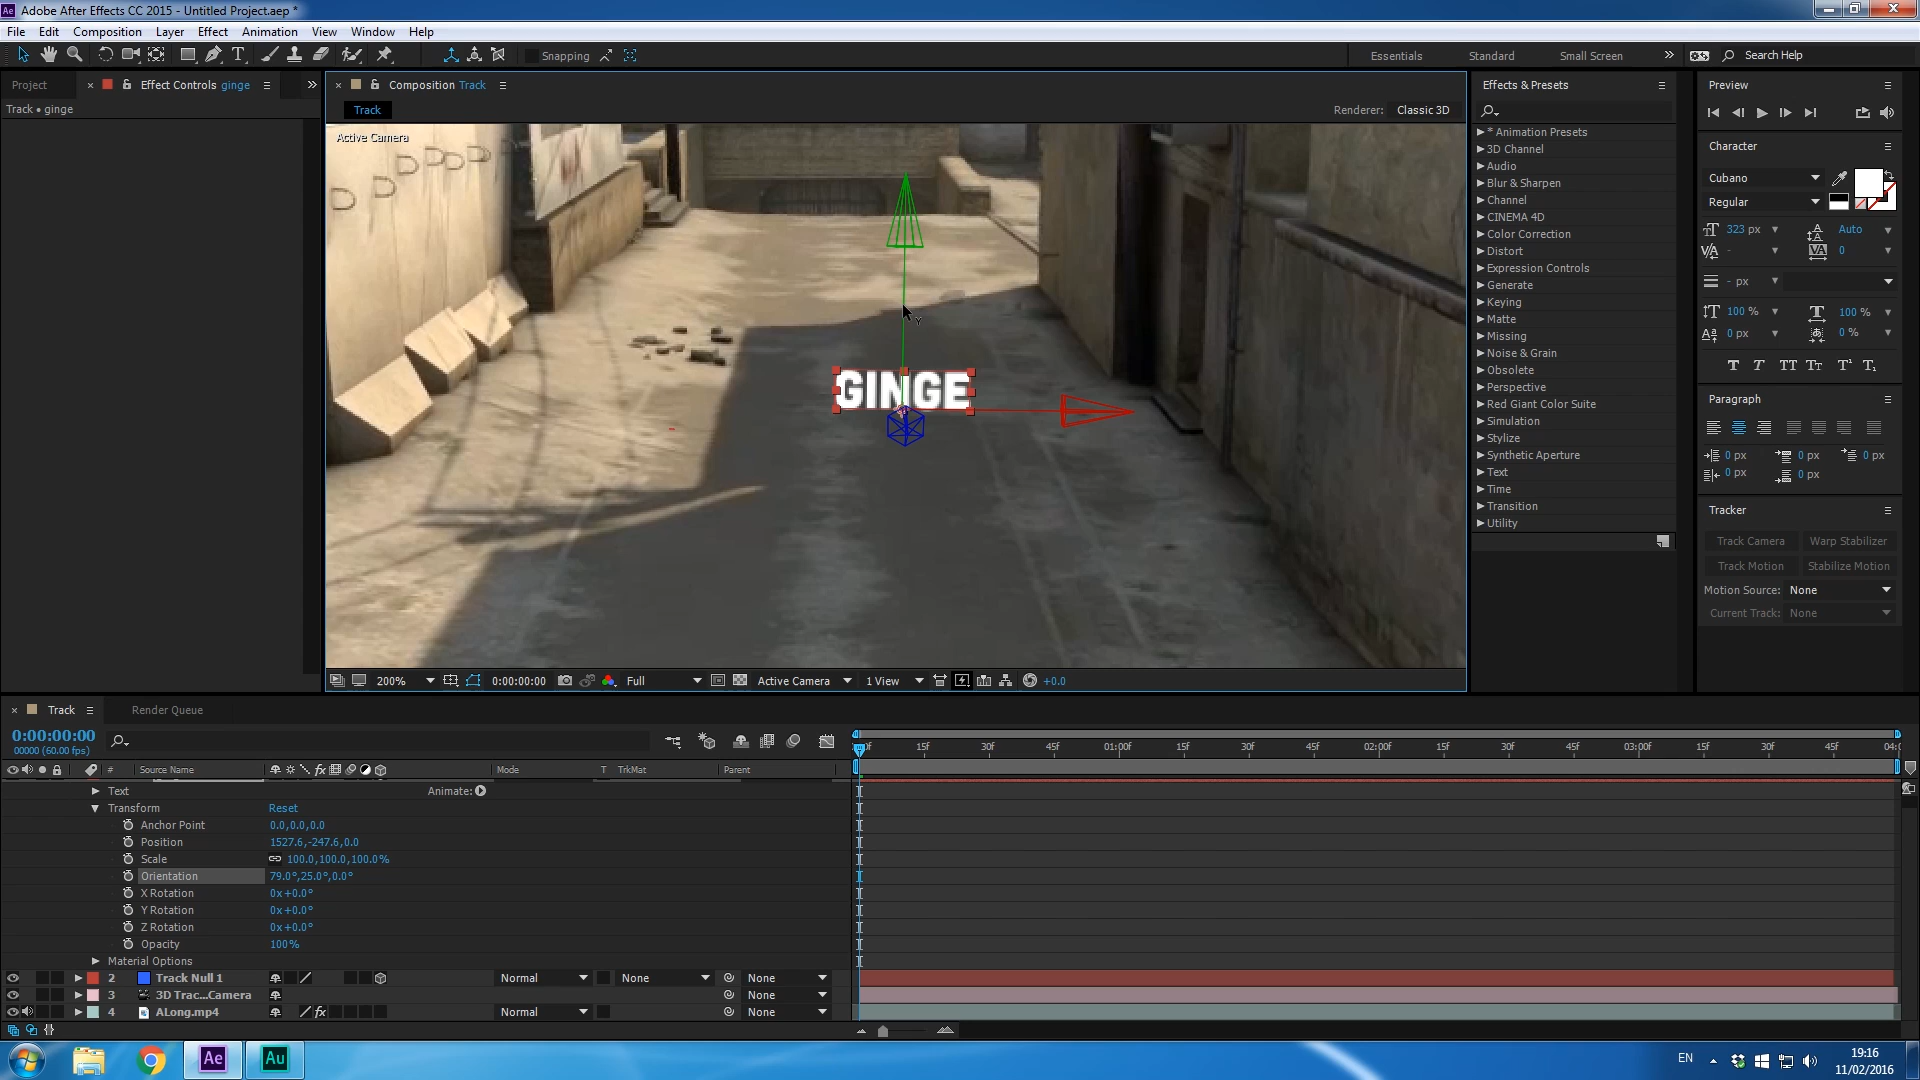 Adobe After Effects CC 2015 - Untitled Project.aep *
File Edit Composition Layer Effect Animation View Window Help
Snapping
Essentials Standard Small Screen Search Help
Project Effect Controls ginge
Composition Track
Track • ginge
Track
Renderer: Classic 3D
Active Camera
GINGE
Y
200% 0:00:00:00 Full Active Camera 1 View +0.0
Effects & Presets
* Animation Presets
3D Channel
Audio
Blur & Sharpen
Channel
CINEMA 4D
Color Correction
Distort
Expression Controls
Generate
Keying
Matte
Missing
Noise & Grain
Obsolete
Perspective
Red Giant Color Suite
Simulation
Stylize
Synthetic Aperture
Text
Time
Transition
Utility
Preview
Character
Cubano
Regular
323 px Auto
- 0
- px
100 % 100 %
0 px 0 %
T T TT Tt T¹ T₁
Paragraph
0 px 0 px 0 px
0 px 0 px
Tracker
Track Camera Warp Stabilizer
Track Motion Stabilize Motion
Motion Source: None
Current Track: None
Track Render Queue
0:00:00:00
00000 (60.00 fps)
15f 30f 45f 01:00f 15f 30f 45f 02:00f 15f 30f 45f 03:00f 15f 30f 45f
# Source Name fx Mode T TrkMat Parent
Text Animate:
Transform Reset
Anchor Point 0.0,0.0,0.0
Position 1527.6,-247.6,0.0
Scale 100.0,100.0,100.0%
Orientation 79.0°,25.0°,0.0°
X Rotation 0x+0.0°
Y Rotation 0x+0.0°
Z Rotation 0x+0.0°
Opacity 100%
Material Options
2 Track Null 1 Normal None None
3 3D Trac...Camera None
4 ALong.mp4 fx Normal None
Ae Au
EN
19:16
11/02/2016